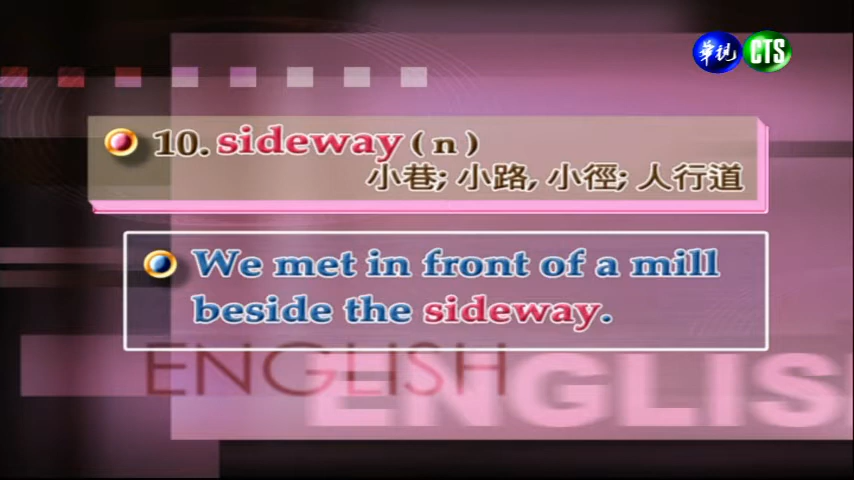 華視 CTS
10. sideway ( n )
小巷; 小路, 小徑; 人行道
We met in front of a mill
beside the sideway.
ENGLISH
ENGLIS